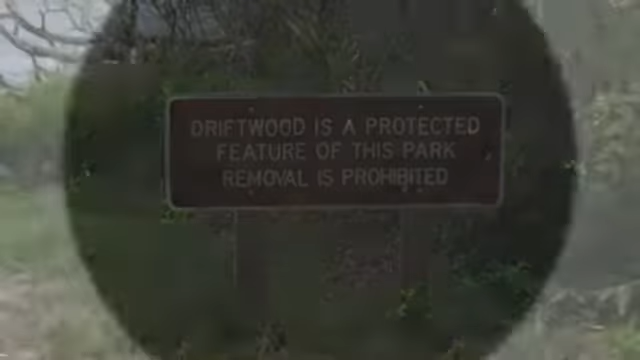 DRIFTWOOD IS A PROTECTED
FEATURE OF THIS PARK
REMOVAL IS PROHIBITED